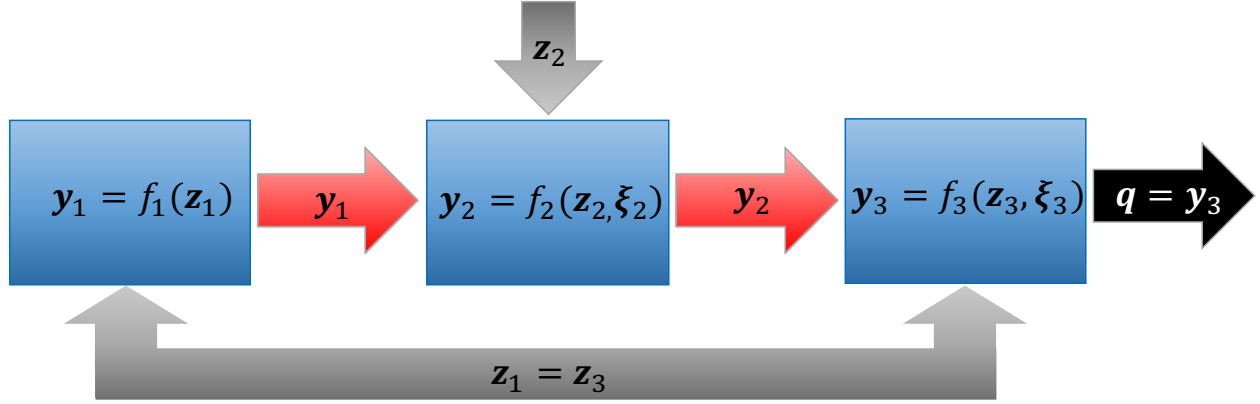 𝒛₂
𝒚₁ = f₁(𝒛₁)
𝒚₁
𝒚₂ = f₂(𝒛₂,𝝃₂)
𝒚₂
𝒚₃ = f₃(𝒛₃, 𝝃₃)
𝒒 = 𝒚₃
𝒛₁ = 𝒛₃